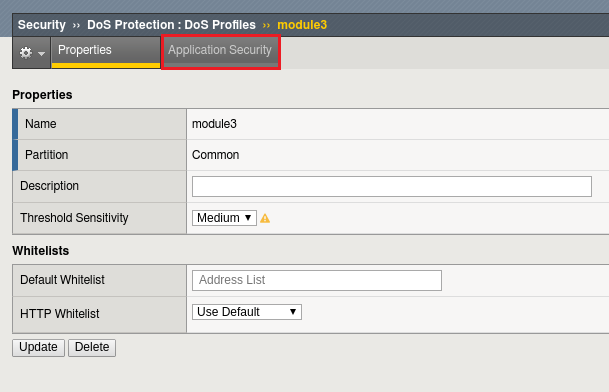 Security ›› DoS Protection : DoS Profiles ›› module3
Properties Application Security
Properties
Name module3
Partition Common
Description
Threshold Sensitivity Medium
Whitelists
Default Whitelist Address List
HTTP Whitelist Use Default
Update Delete